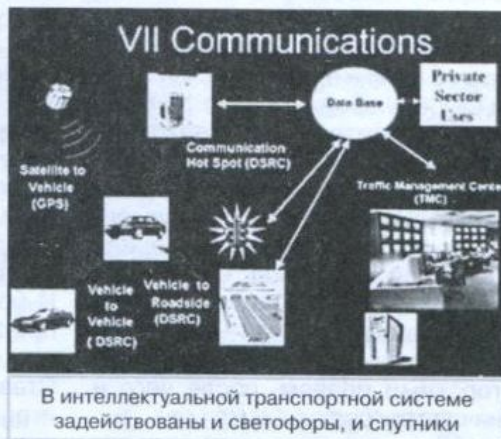 VII Communications
Private
Sector
Uses
Data Base
Communication
Hot Spot (DSRC)
Satellite to
Vehicle
(GPS)
Traffic Management Center
(TMC)
Vehicle
to
Vehicle
(DSRC)
Vehicle to
Roadside
(DSRC)
В интеллектуальной транспортной системе
задействованы и светофоры, и спутники